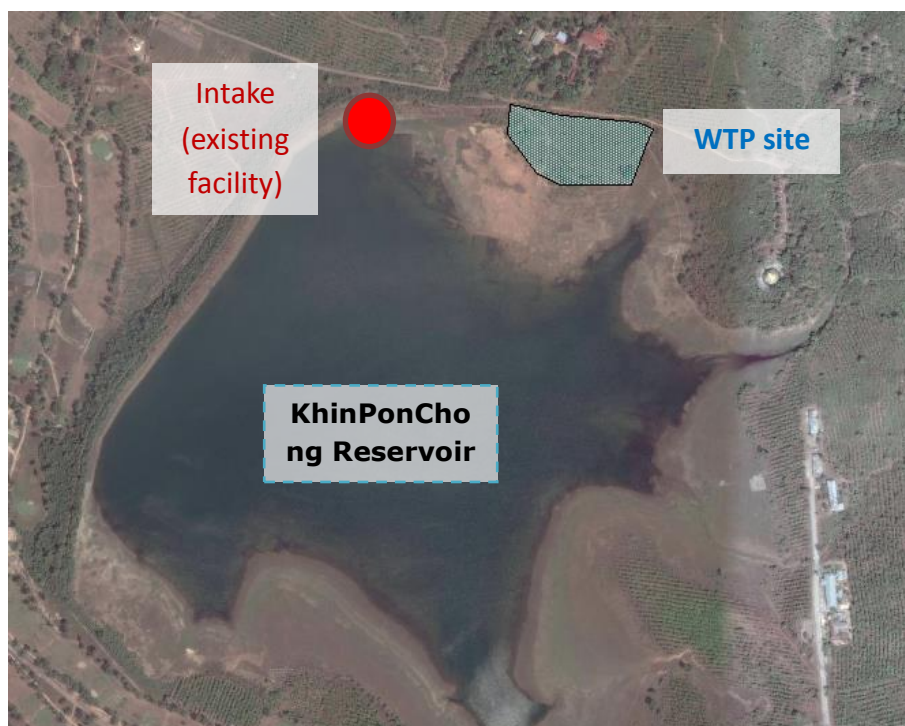 Intake
(existing
facility)
WTP site
KhinPonCho
ng Reservoir